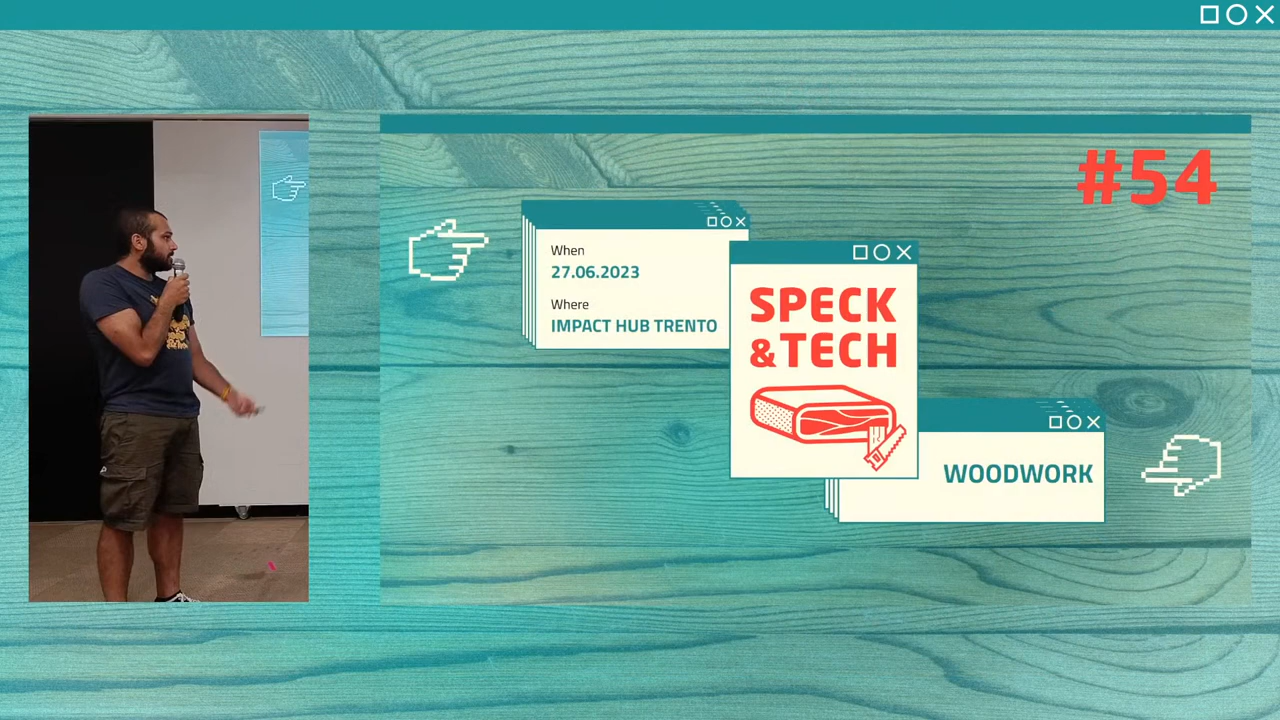 #54
When
27.06.2023
Where
IMPACT HUB TRENTO
SPECK
&TECH
WOODWORK